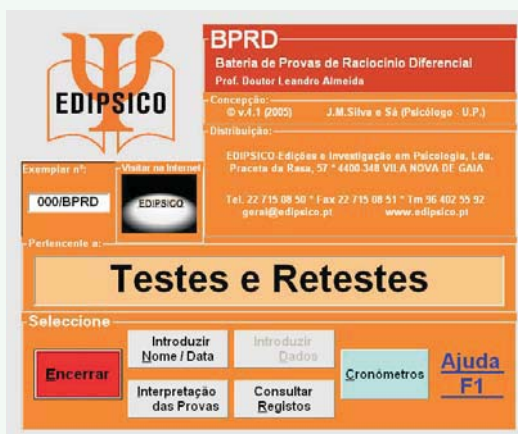 EDIPSICO
BPRD
Bateria de Provas de Raciocínio Diferencial
Prof. Doutor Leandro Almeida
Concepção:
© v.4.1 (2005) J.M.Silva e Sá (Psicólogo - U.P.)
Distribuição:
EDIPSICO-Edições e Investigação em Psicologia, Lda.
Praceta da Rasa, 57 * 4400-348 VILA NOVA DE GAIA
Tel. 22 715 08 50 * Fax 22 715 08 51 * Tm 96 402 55 92
geral@edipsico.pt www.edipsico.pt
Exemplar nº:
000/BPRD
Visitar na Internet
EDIPSICO
Pertencente a:
Testes e Retestes
Seleccione
Encerrar
Introduzir
Nome / Data
Introduzir
Dados
Interpretação
das Provas
Consultar
Registos
Cronómetros
Ajuda
F1